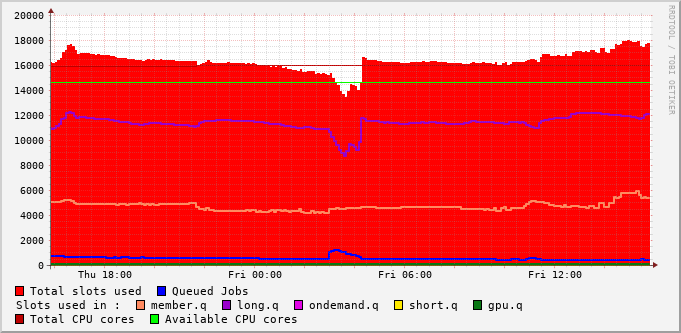 20000
18000
16000
14000
12000
10000
8000
6000
4000
2000
0
Thu 18:00 Fri 00:00 Fri 06:00 Fri 12:00
RRDTOOL / TOBI OETIKER
Total slots used Queued Jobs
Slots used in : member.q long.q ondemand.q short.q gpu.q
Total CPU cores Available CPU cores